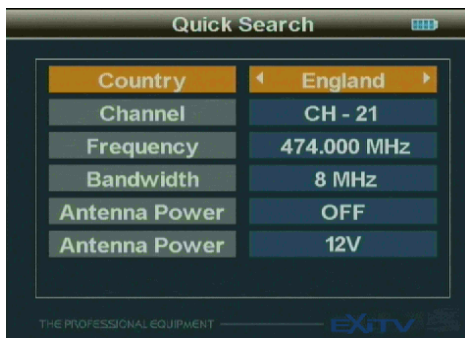 Quick Search
Country England
Channel CH - 21
Frequency 474.000 MHz
Bandwidth 8 MHz
Antenna Power OFF
Antenna Power 12V
THE PROFESSIONAL EQUIPMENT